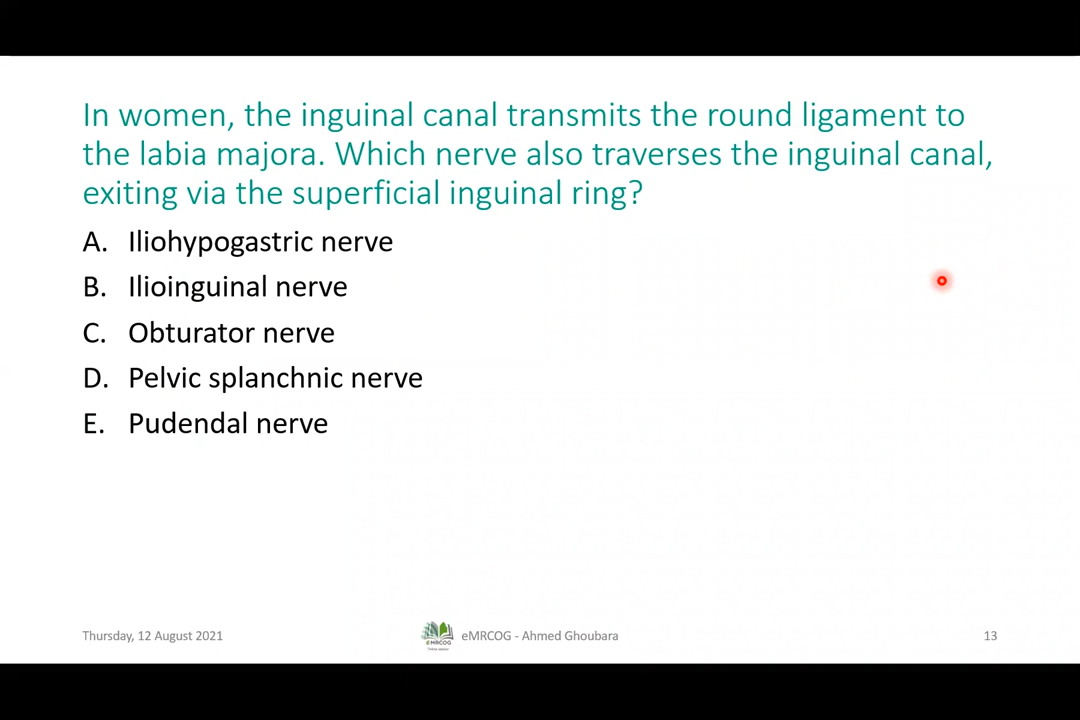 In women, the inguinal canal transmits the round ligament to
the labia majora. Which nerve also traverses the inguinal canal,
exiting via the superficial inguinal ring?
A. Iliohypogastric nerve
B. Ilioinguinal nerve
C. Obturator nerve
D. Pelvic splanchnic nerve
E. Pudendal nerve
Thursday, 12 August 2021
eMRCOG
eMRCOG - Ahmed Ghoubara
13